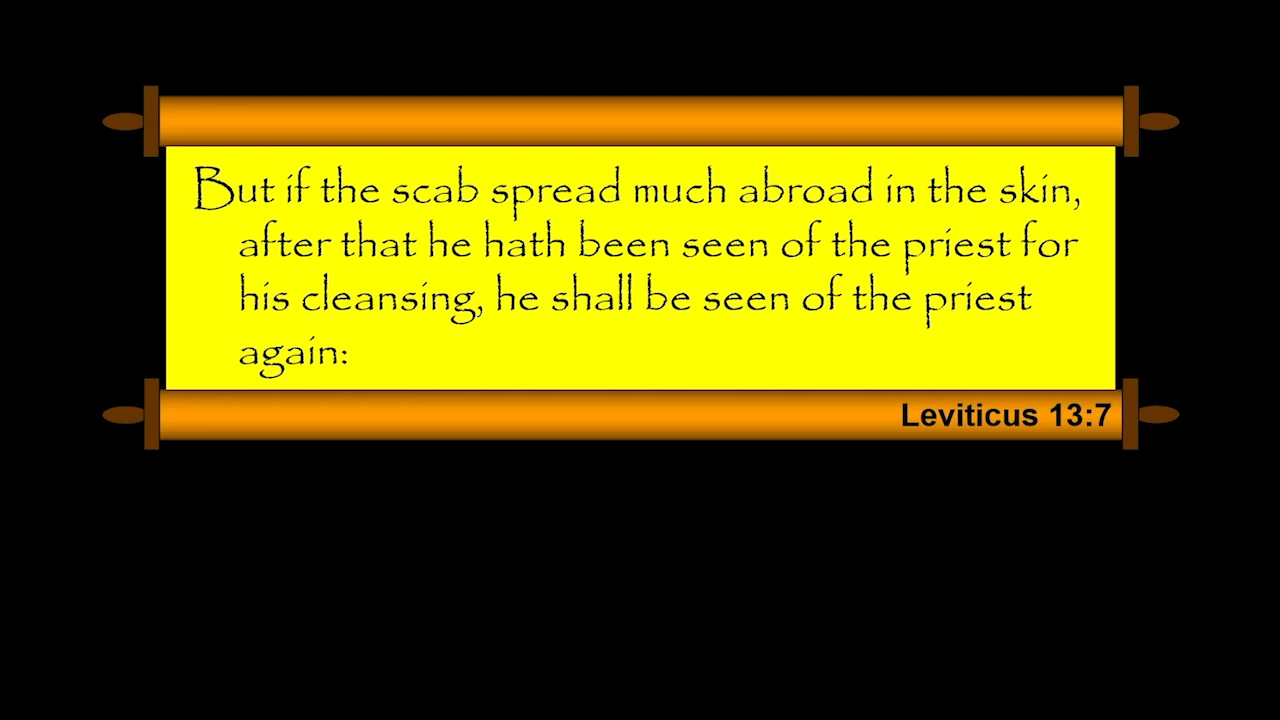 But if the scab spread much abroad in the skin,
after that he hath been seen of the priest for
his cleansing, he shall be seen of the priest
again:
Leviticus 13:7